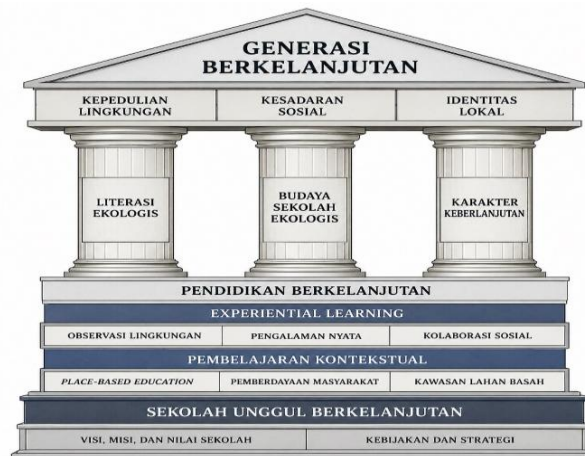 GENERASI
BERKELANJUTAN
KEPEDULIAN
LINGKUNGAN
KESADARAN
SOSIAL
IDENTITAS
LOKAL
LITERASI
EKOLOGIS
BUDAYA
SEKOLAH
EKOLOGIS
KARAKTER
KEBERLANJUTAN
PENDIDIKAN BERKELANJUTAN
EXPERIENTIAL LEARNING
OBSERVASI LINGKUNGAN
PENGALAMAN NYATA
KOLABORASI SOSIAL
PEMBELAJARAN KONTEKSTUAL
PLACE-BASED EDUCATION
PEMBERDAYAAN MASYARAKAT
KAWASAN LAHAN BASAH
SEKOLAH UNGGUL BERKELANJUTAN
VISI, MISI, DAN NILAI SEKOLAH
KEBIJAKAN DAN STRATEGI